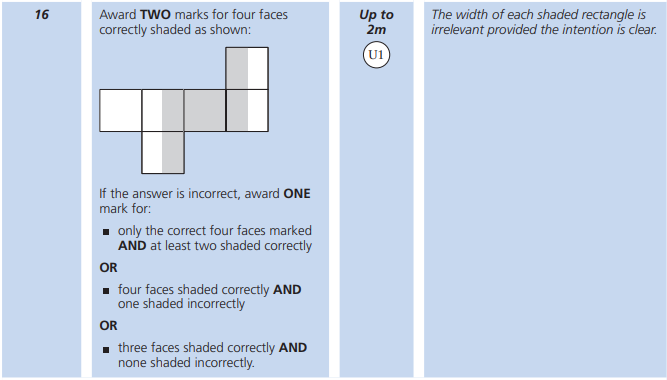 16
Award TWO marks for four faces
correctly shaded as shown:
If the answer is incorrect, award ONE
mark for:
■ only the correct four faces marked
AND at least two shaded correctly
OR
■ four faces shaded correctly AND
one shaded incorrectly
OR
■ three faces shaded correctly AND
none shaded incorrectly.
Up to
2m
U1
The width of each shaded rectangle is
irrelevant provided the intention is clear.